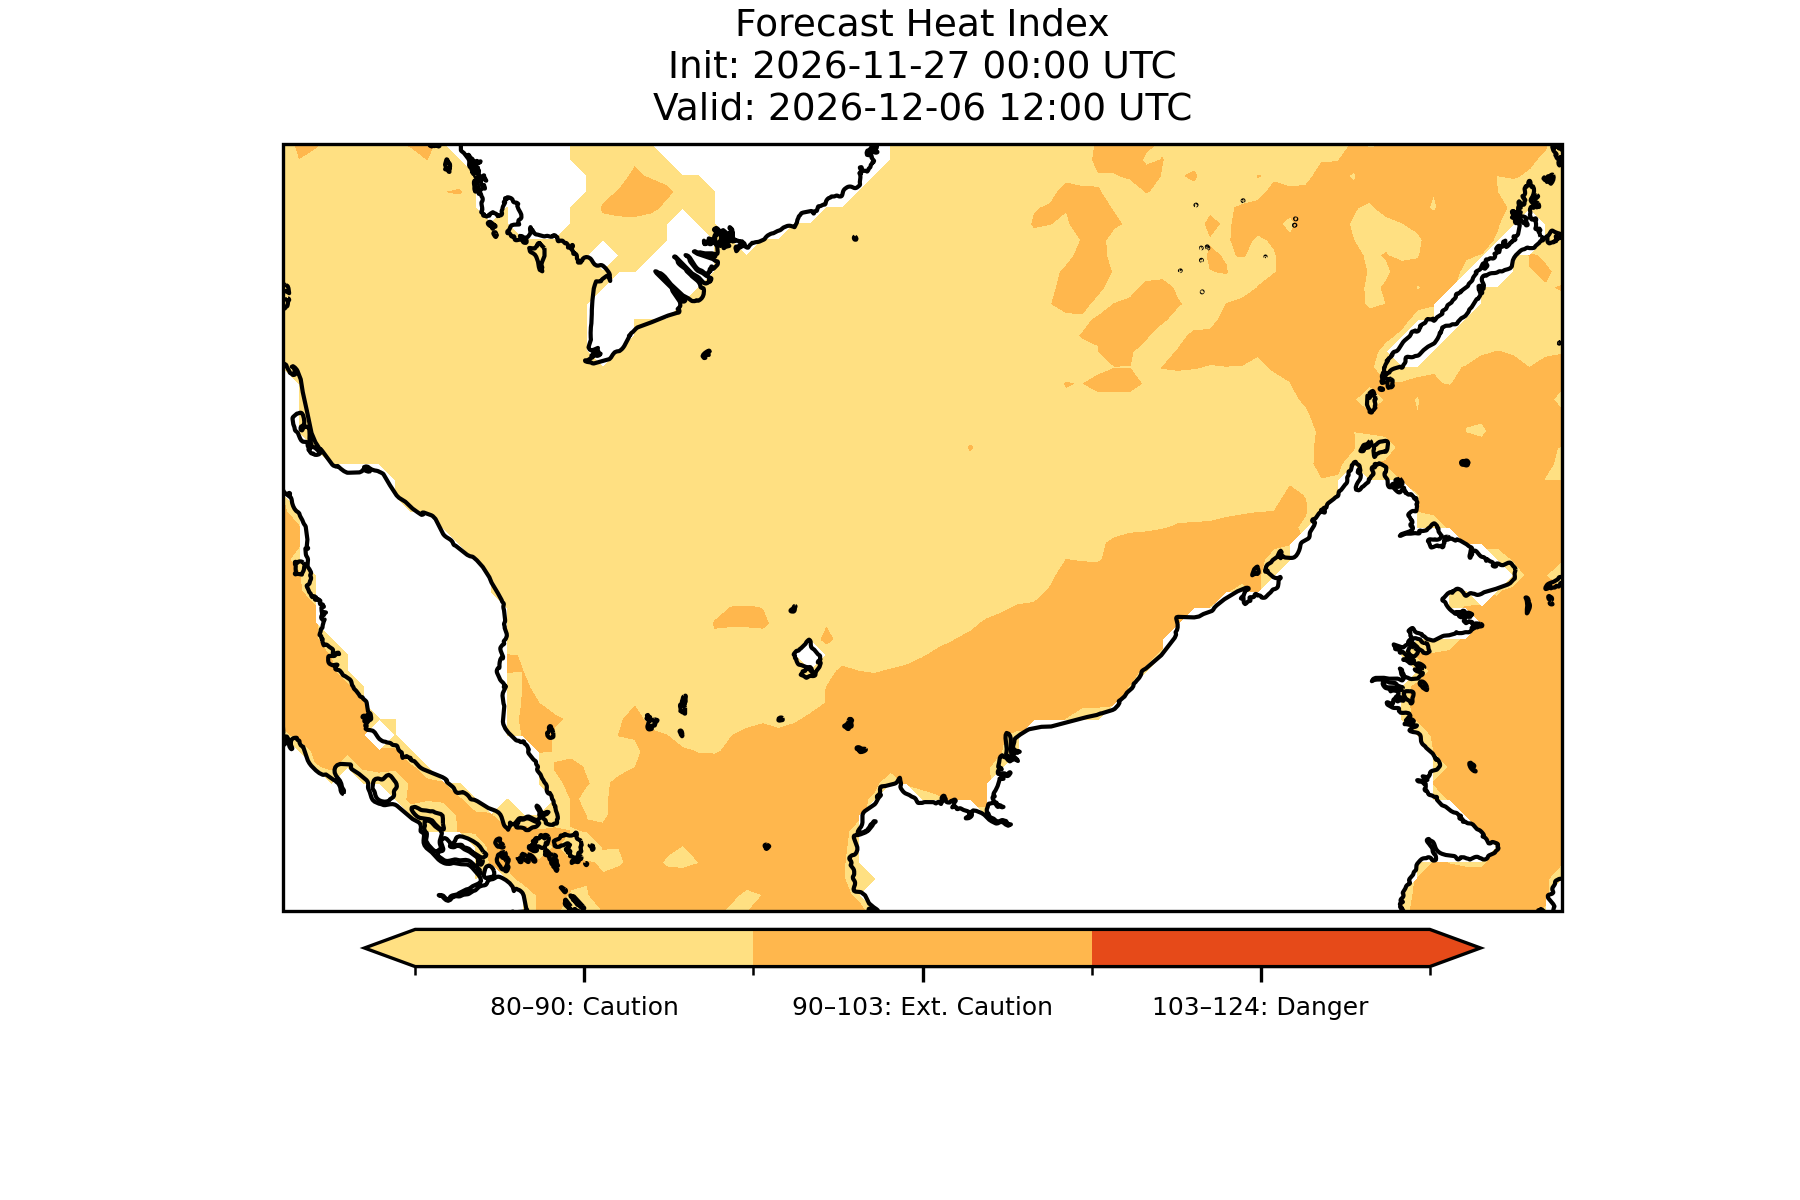 Forecast Heat Index
Init: 2026-11-27 00:00 UTC
Valid: 2026-12-06 12:00 UTC
80–90: Caution
90–103: Ext. Caution
103–124: Danger